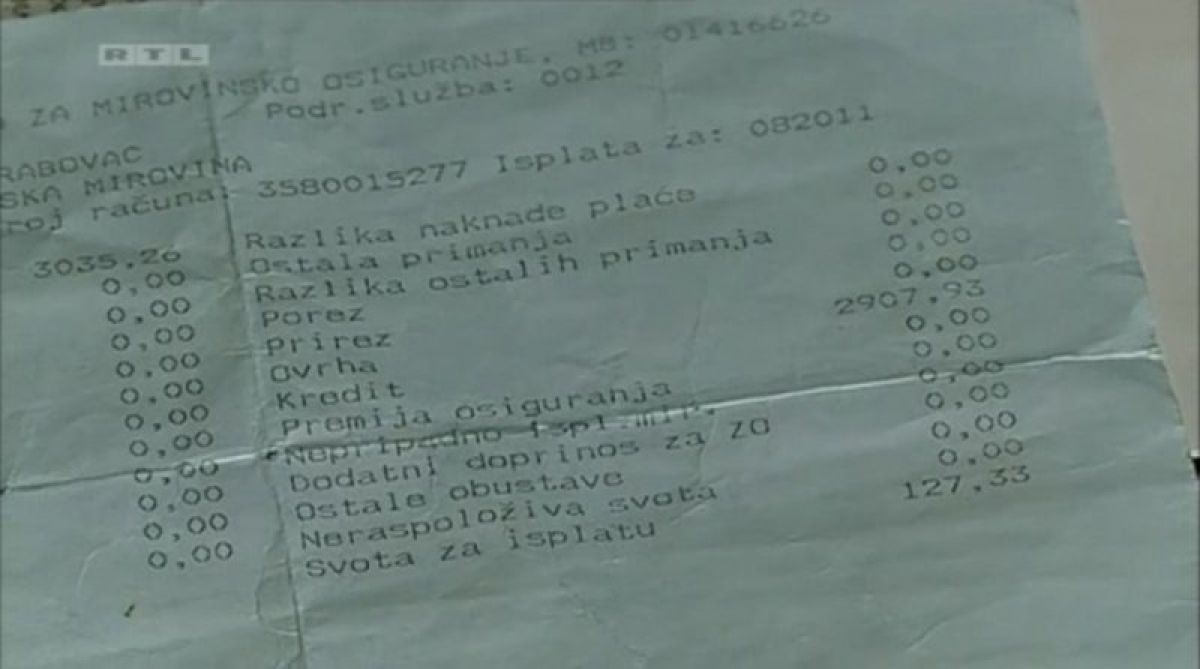 RTL
ZA MIROVINSKO OSIGURANJE, MB: 01416626
Podr.služba: 0012
RABOVAC
SKA MIROVINA
roj računa: 3580015277 Isplata za: 082011
3035,26 Razlika naknade plaće 0,00
0,00 Ostala primanja 0,00
0,00 Razlika ostalih primanja 0,00
0,00 Porez 0,00
0,00 Prirez 0,00
0,00 Ovrha 2907,93
0,00 Kredit 0,00
0,00 Premija osiguranja 0,00
0,00 Nepripadno ispl.mir. 0,00
0,00 Dodatni doprinos za ZO 0,00
0,00 Ostale obustave 0,00
0,00 Neraspoloživa svota 0,00
Svota za isplatu 127,33